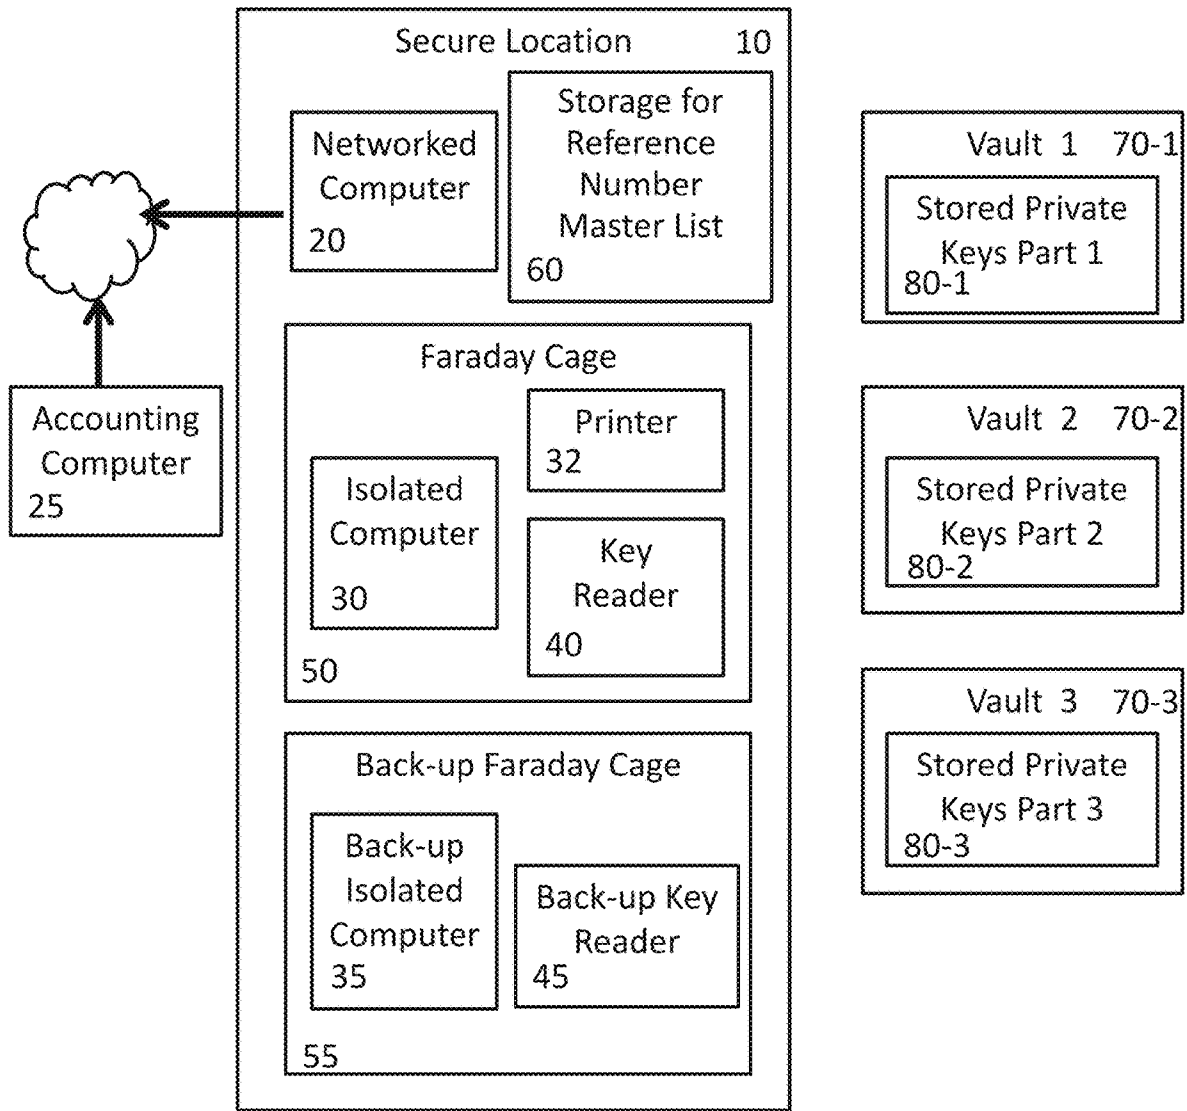 Secure Location 10
Networked
Computer
20
Storage for
Reference
Number
Master List
60
Accounting
Computer
25
Faraday Cage
Printer
32
Isolated
Computer
30
Key
Reader
40
50
Back-up Faraday Cage
Back-up
Isolated
Computer
35
Back-up Key
Reader
45
55
Vault 1 70-1
Stored Private
Keys Part 1
80-1
Vault 2 70-2
Stored Private
Keys Part 2
80-2
Vault 3 70-3
Stored Private
Keys Part 3
80-3